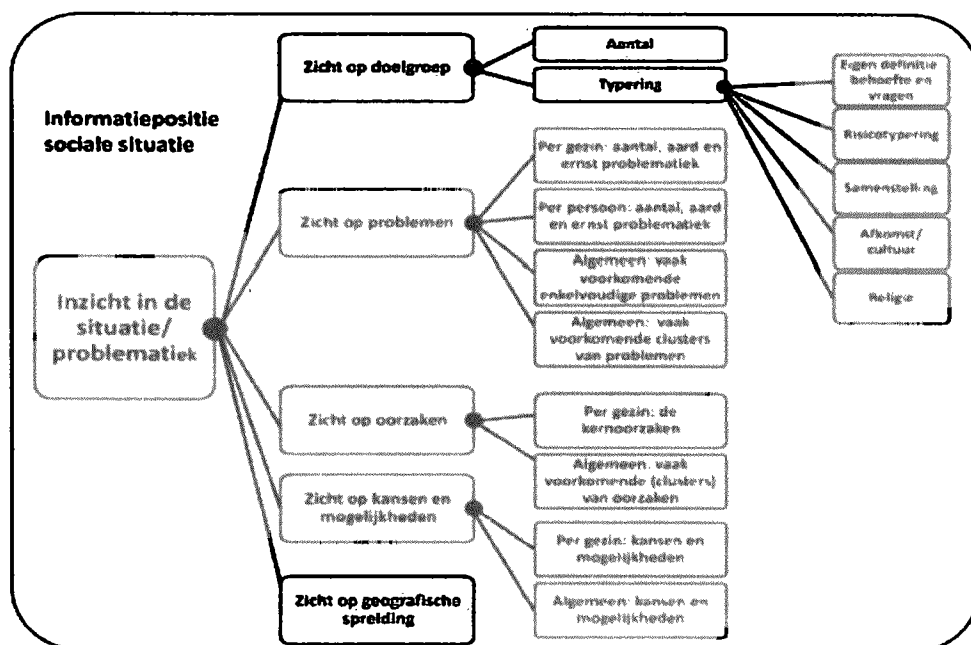 Informatiepositie
sociale situatie
Inzicht in de
situatie/
problematiek
Zicht op doelgroep
Aantal
Typering
Eigen definitie
behoefte en
vragen
Risicotypering
Samenstelling
Afkomst/
cultuur
Religie
Zicht op problemen
Per gezin: aantal, aard en
ernst problematiek
Per persoon: aantal, aard
en ernst problematiek
Algemeen: vaak
voorkomende
enkelvoudige problemen
Algemeen: vaak
voorkomende clusters
van problemen
Zicht op oorzaken
Per gezin: de
kernoorzaken
Algemeen: vaak
voorkomende (clusters)
van oorzaken
Zicht op kansen en
mogelijkheden
Per gezin: kansen en
mogelijkheden
Algemeen: kansen en
mogelijkheden
Zicht op geografische
spreiding